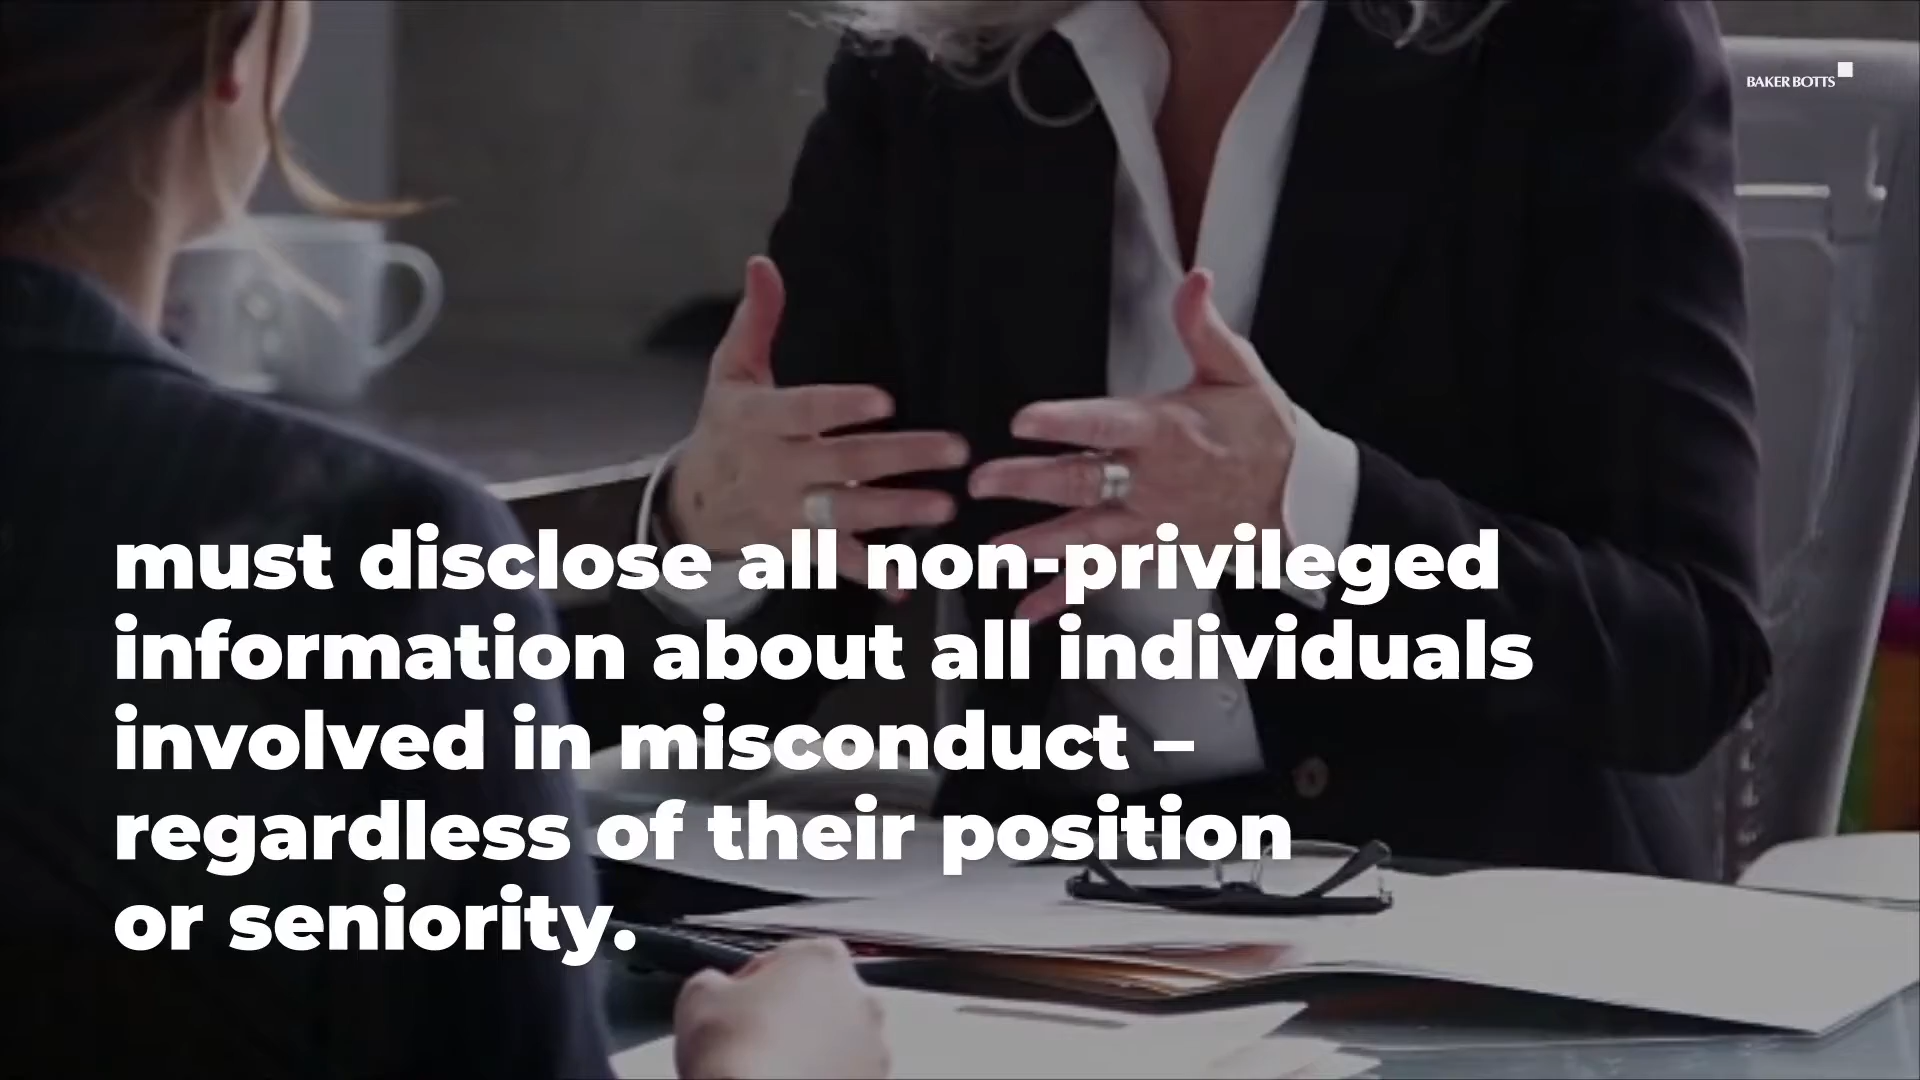 BAKER BOTTS
must disclose all non-privileged
information about all individuals
involved in misconduct –
regardless of their position
or seniority.